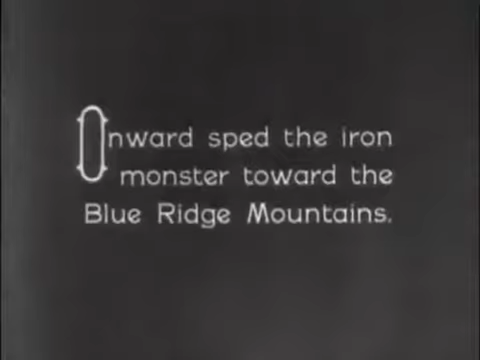 Onward sped the iron
monster toward the
Blue Ridge Mountains.